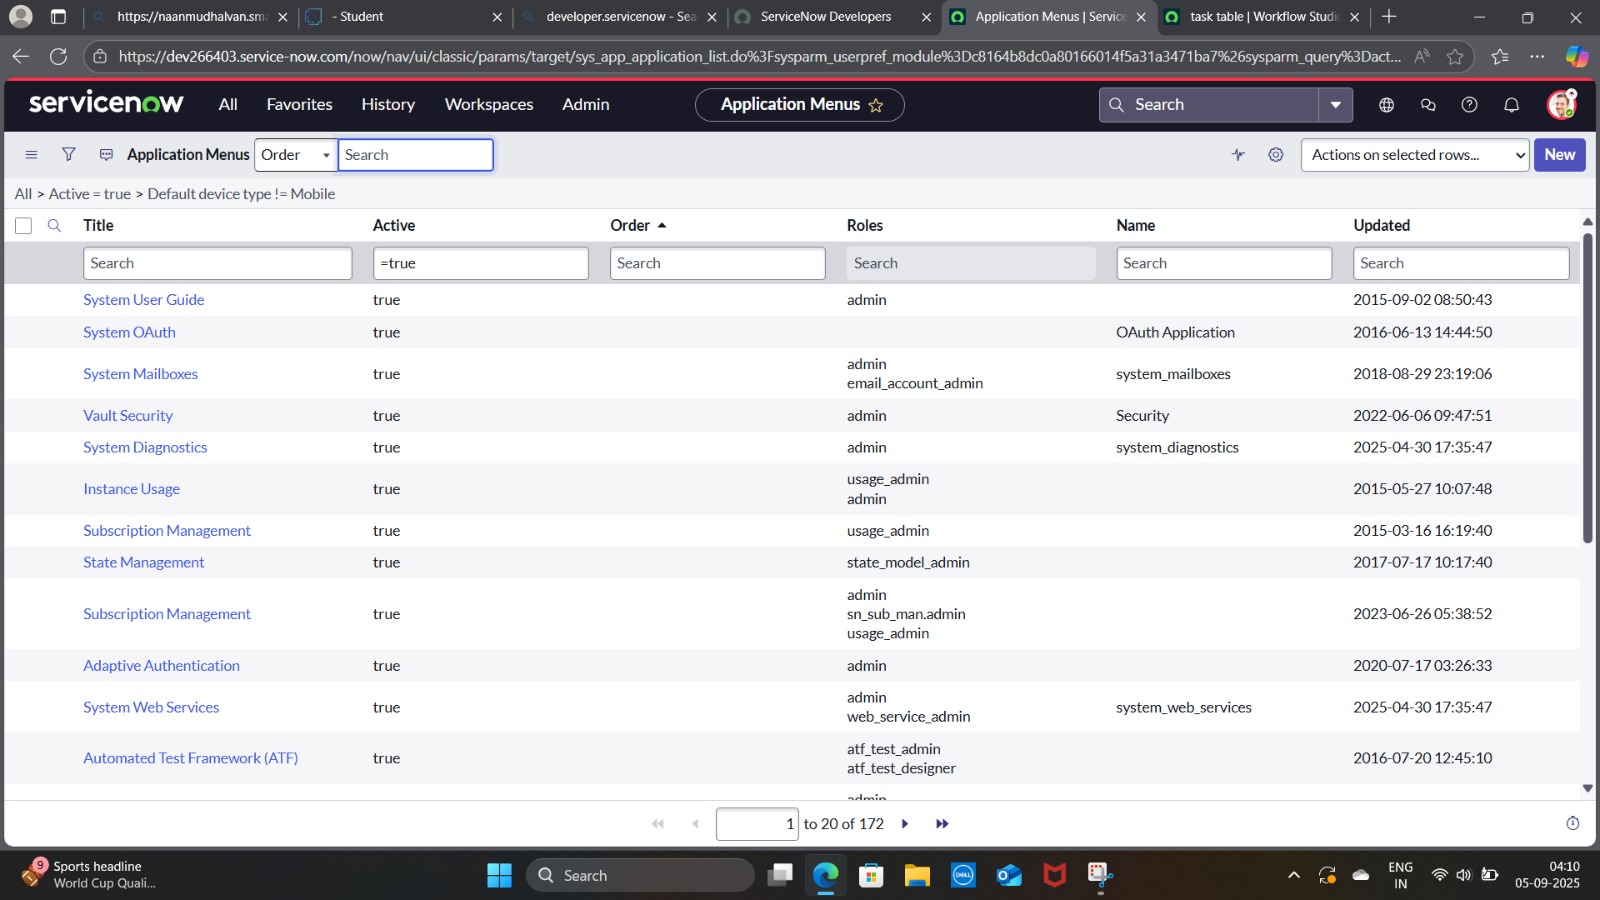 https://naanmudhalvan.sma
- Student
developer.servicenow - Sea
ServiceNow Developers
Application Menus | Service
task table | Workflow Studio
https://dev266403.service-now.com/now/nav/ui/classic/params/target/sys_app_application_list.do%3Fsysparm_userpref_module%3Dc8164b8dc0a80166014f5a31a3471ba7%26sysparm_query%3Dact...
servicenow All Favorites History Workspaces Admin Application Menus Search
Application Menus Order Search Actions on selected rows... New
All > Active = true > Default device type != Mobile
Title Active Order Roles Name Updated
Search =true Search Search Search Search
System User Guide true admin 2015-09-02 08:50:43
System OAuth true OAuth Application 2016-06-13 14:44:50
admin
System Mailboxes true email_account_admin system_mailboxes 2018-08-29 23:19:06
Vault Security true admin Security 2022-06-06 09:47:51
System Diagnostics true admin system_diagnostics 2025-04-30 17:35:47
usage_admin
Instance Usage true admin 2015-05-27 10:07:48
Subscription Management true usage_admin 2015-03-16 16:19:40
State Management true state_model_admin 2017-07-17 10:17:40
admin
Subscription Management true sn_sub_man.admin 2023-06-26 05:38:52
usage_admin
Adaptive Authentication true admin 2020-07-17 03:26:33
admin
System Web Services true web_service_admin system_web_services 2025-04-30 17:35:47
atf_test_admin
Automated Test Framework (ATF) true atf_test_designer 2016-07-20 12:45:10
admin
1 to 20 of 172
9 Sports headline
World Cup Quali...
Search
DELL
ENG
IN
04:10
05-09-2025